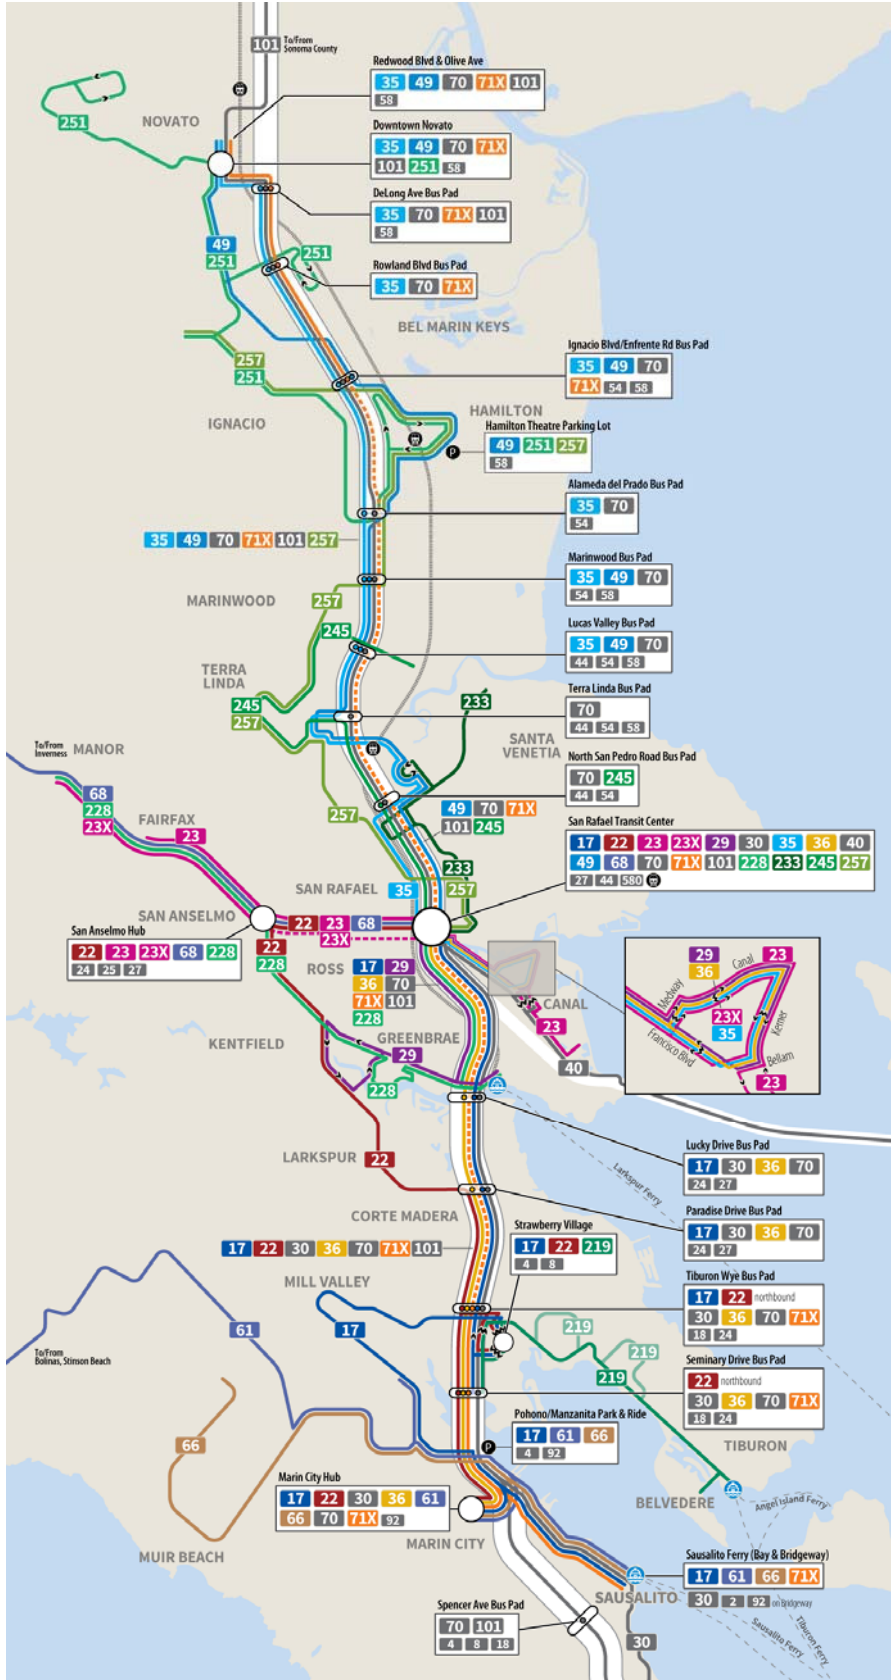 101 To/From
Sonoma County
Redwood Blvd & Olive Ave
35 49 70 71X 101
58
NOVATO
251
Downtown Novato
35 49 70 71X
101 251 58
DeLong Ave Bus Pad
35 70 71X 101
58
49
251
251
Rowland Blvd Bus Pad
35 70 71X
BEL MARIN KEYS
Ignacio Blvd/Enfrente Rd Bus Pad
35 49 70
71X 54 58
257
251
IGNACIO
HAMILTON
Hamilton Theatre Parking Lot
49 251 257
58
P
Alameda del Prado Bus Pad
35 70
54
35 49 70 71X 101 257
Marinwood Bus Pad
35 49 70
54 58
MARINWOOD
257
245
Lucas Valley Bus Pad
35 49 70
44 54 58
TERRA
LINDA
245
257
Terra Linda Bus Pad
70
44 54 58
233
SANTA
VENETIA
To/From
Inverness
MANOR
North San Pedro Road Bus Pad
70 245
44 54
68
228
23X
FAIRFAX
23
257
49 70 71X
101 245
San Rafael Transit Center
17 22 23 23X 29 30 35 36 40
49 68 70 71X 101 228 233 245 257
27 44 580
233
SAN RAFAEL
35
257
SAN ANSELMO
22 23 68
23X
San Anselmo Hub
22 23 23X 68 228
24 25 27
22
228
ROSS
17 29
36 70
71X 101
228
CANAL
23
40
29
36
Canal
23
Medway
23X
35
Kerner
Francisco Blvd
Bellam
23
KENTFIELD
GREENBRAE
29
228
LARKSPUR
22
Larkspur Ferry
Lucky Drive Bus Pad
17 30 36 70
24 27
CORTE MADERA
Paradise Drive Bus Pad
17 30 36 70
24 27
17 22 30 36 70 71X 101
Strawberry Village
17 22 219
4 8
MILL VALLEY
Tiburon Wye Bus Pad
17 22 northbound
30 36 70 71X
18 24
61
17
219
219
219
To/From
Bolinas, Stinson Beach
Seminary Drive Bus Pad
22 northbound
30 36 70 71X
18 24
66
Pohono/Manzanita Park & Ride
17 61 66
4 92
P
TIBURON
Marin City Hub
17 22 30 36 61
66 70 71X 92
BELVEDERE
Angel Island Ferry
MUIR BEACH
MARIN CITY
Sausalito Ferry (Bay & Bridgeway)
17 61 66 71X
30 2 92 on Bridgeway
SAUSALITO
Spencer Ave Bus Pad
70 101
4 8 18
30
Sausalito Ferry
Tiburon Ferry